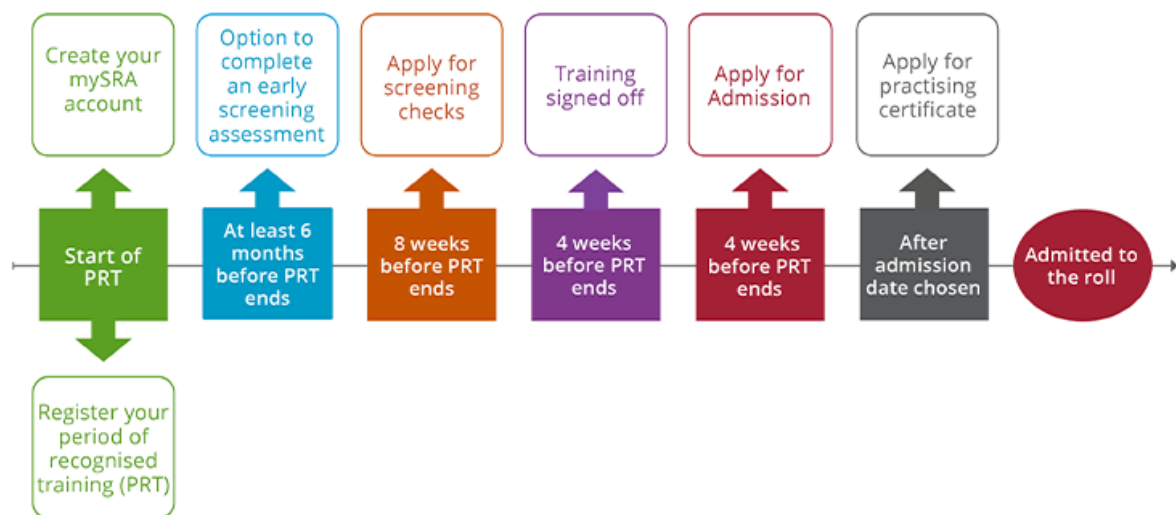 Create your
mySRA
account
Option to
complete
an early
screening
assessment
Apply for
screening
checks
Training
signed off
Apply for
Admission
Apply for
practising
certificate
Start of
PRT
At least 6
months
before PRT
ends
8 weeks
before PRT
ends
4 weeks
before PRT
ends
4 weeks
before PRT
ends
After
admission
date chosen
Admitted to
the roll
Register your
period of
recognised
training (PRT)